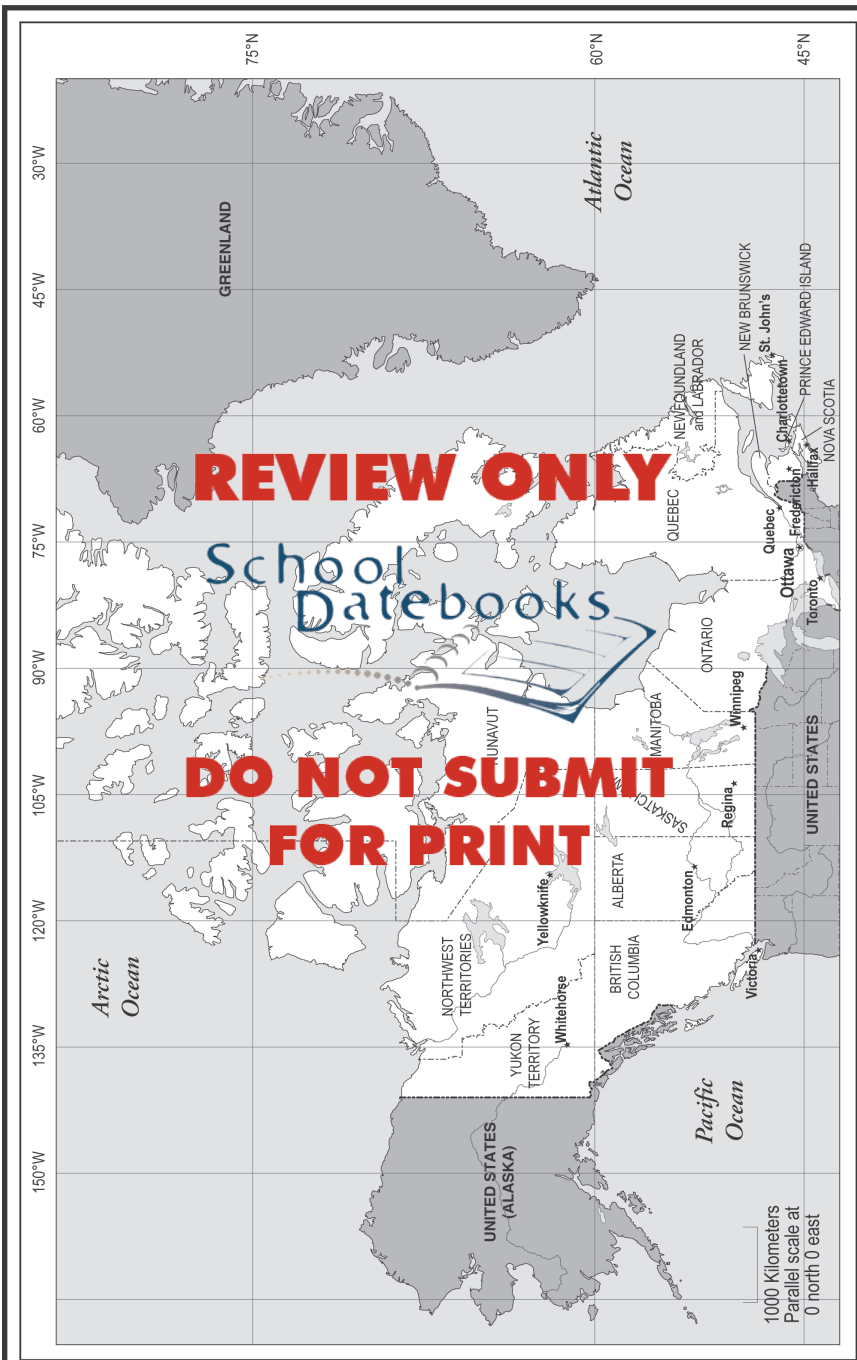 75°N
60°N
45°N
30°W
45°W
60°W
75°W
90°W
105°W
120°W
135°W
150°W
GREENLAND
Atlantic
Ocean
Arctic
Ocean
Pacific
Ocean
UNITED STATES
(ALASKA)
YUKON
TERRITORY
Whitehorse
NORTHWEST
TERRITORIES
Yellowknife
NUNAVUT
BRITISH
COLUMBIA
Victoria
ALBERTA
Edmonton
SASKATCHEWAN
Regina
MANITOBA
Winnipeg
ONTARIO
Toronto
Ottawa
QUEBEC
Quebec
NEWFOUNDLAND
and LABRADOR
St. John's
NEW BRUNSWICK
Fredericton
PRINCE EDWARD ISLAND
Charlottetown
NOVA SCOTIA
Halifax
UNITED STATES
1000 Kilometers
Parallel scale at
0 north 0 east
REVIEW ONLY
School
Datebooks
DO NOT SUBMIT
FOR PRINT